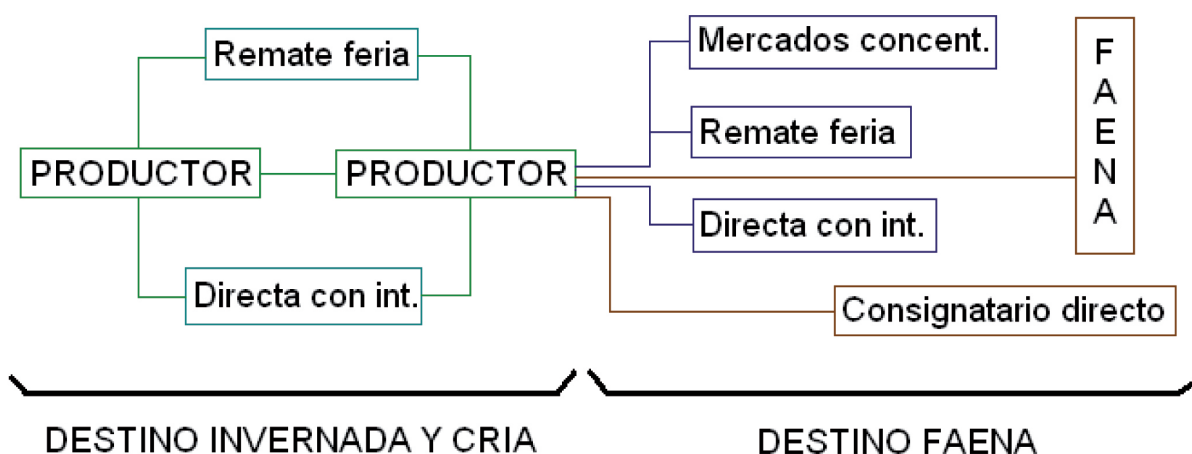 Remate feria
PRODUCTOR
PRODUCTOR
Directa con int.
Mercados concent.
Remate feria
Directa con int.
Consignatario directo
FAENA
DESTINO INVERNADA Y CRIA
DESTINO FAENA